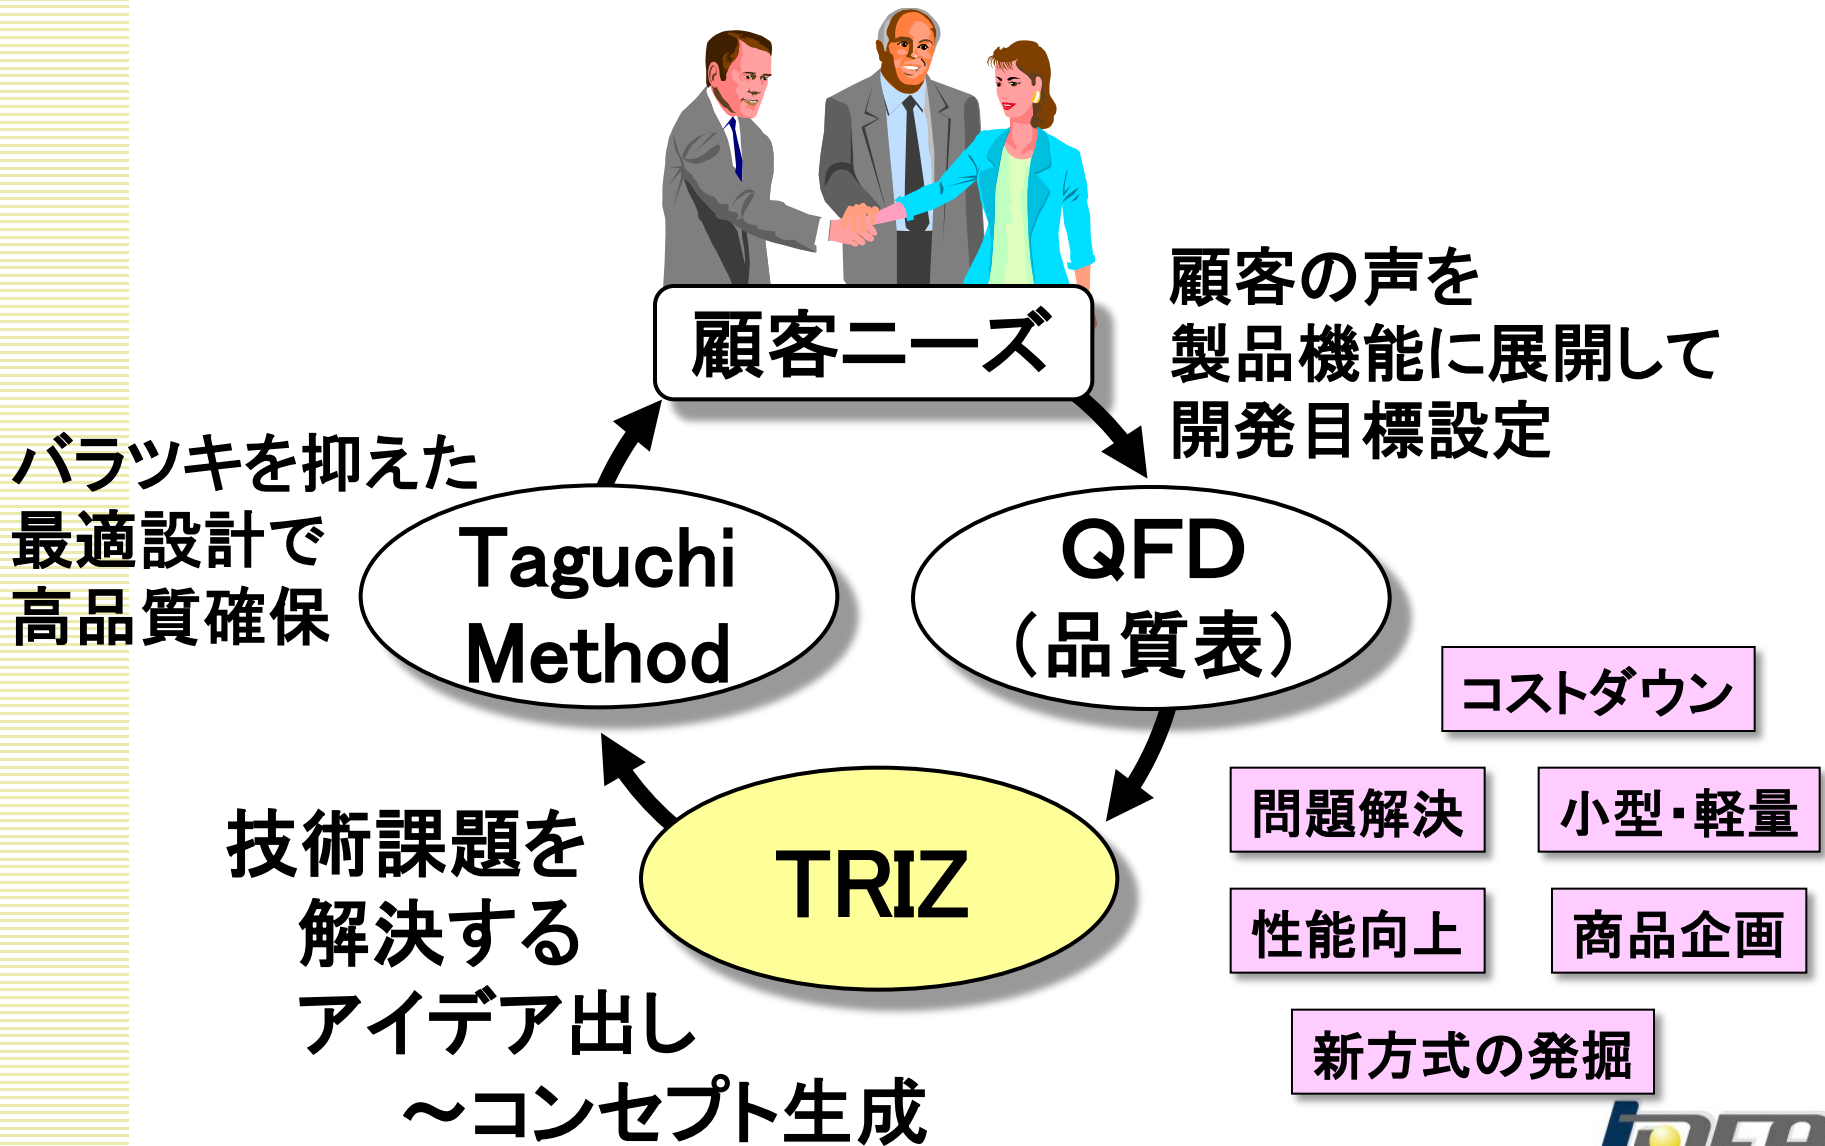 顧客ニーズ
顧客の声を
製品機能に展開して
開発目標設定
バラツキを抑えた
最適設計で
高品質確保
Taguchi
Method
QFD
（品質表）
コストダウン
問題解決
小型・軽量
性能向上
商品企画
新方式の発掘
TRIZ
技術課題を
解決する
アイデア出し
～コンセプト生成